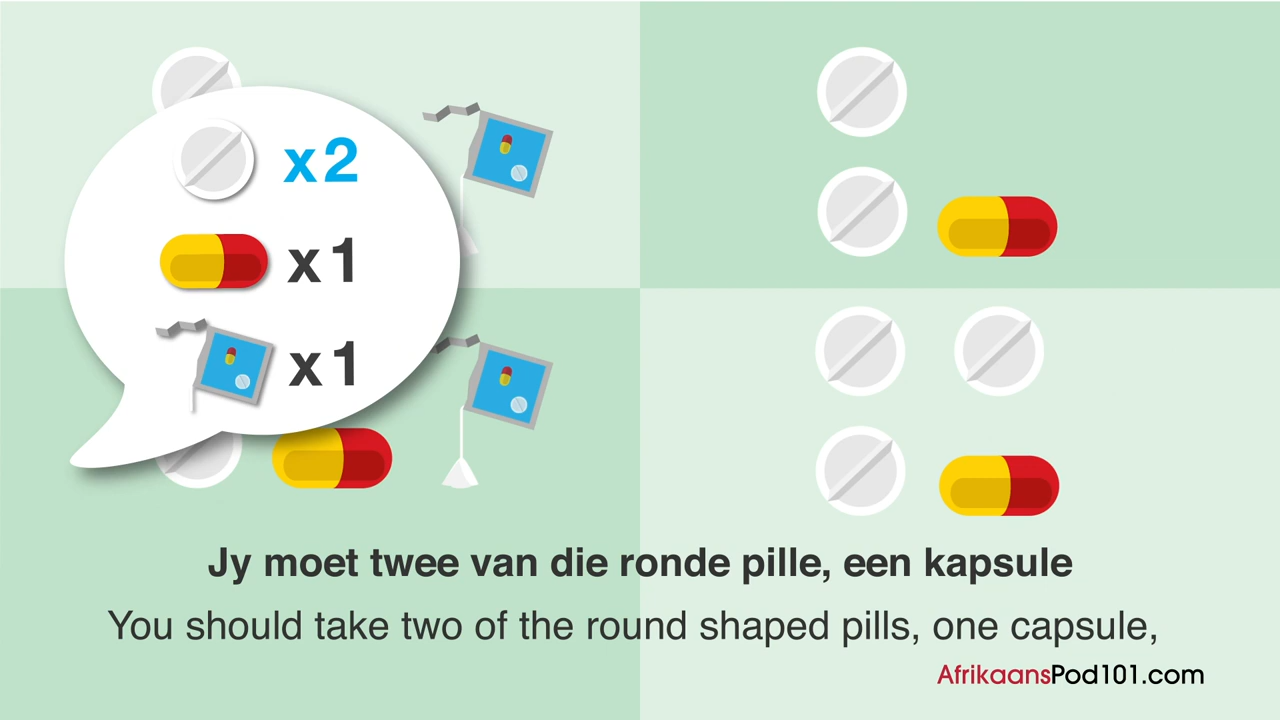 x2
x1
x1
Jy moet twee van die ronde pille, een kapsule
You should take two of the round shaped pills, one capsule,
AfrikaansPod101.com